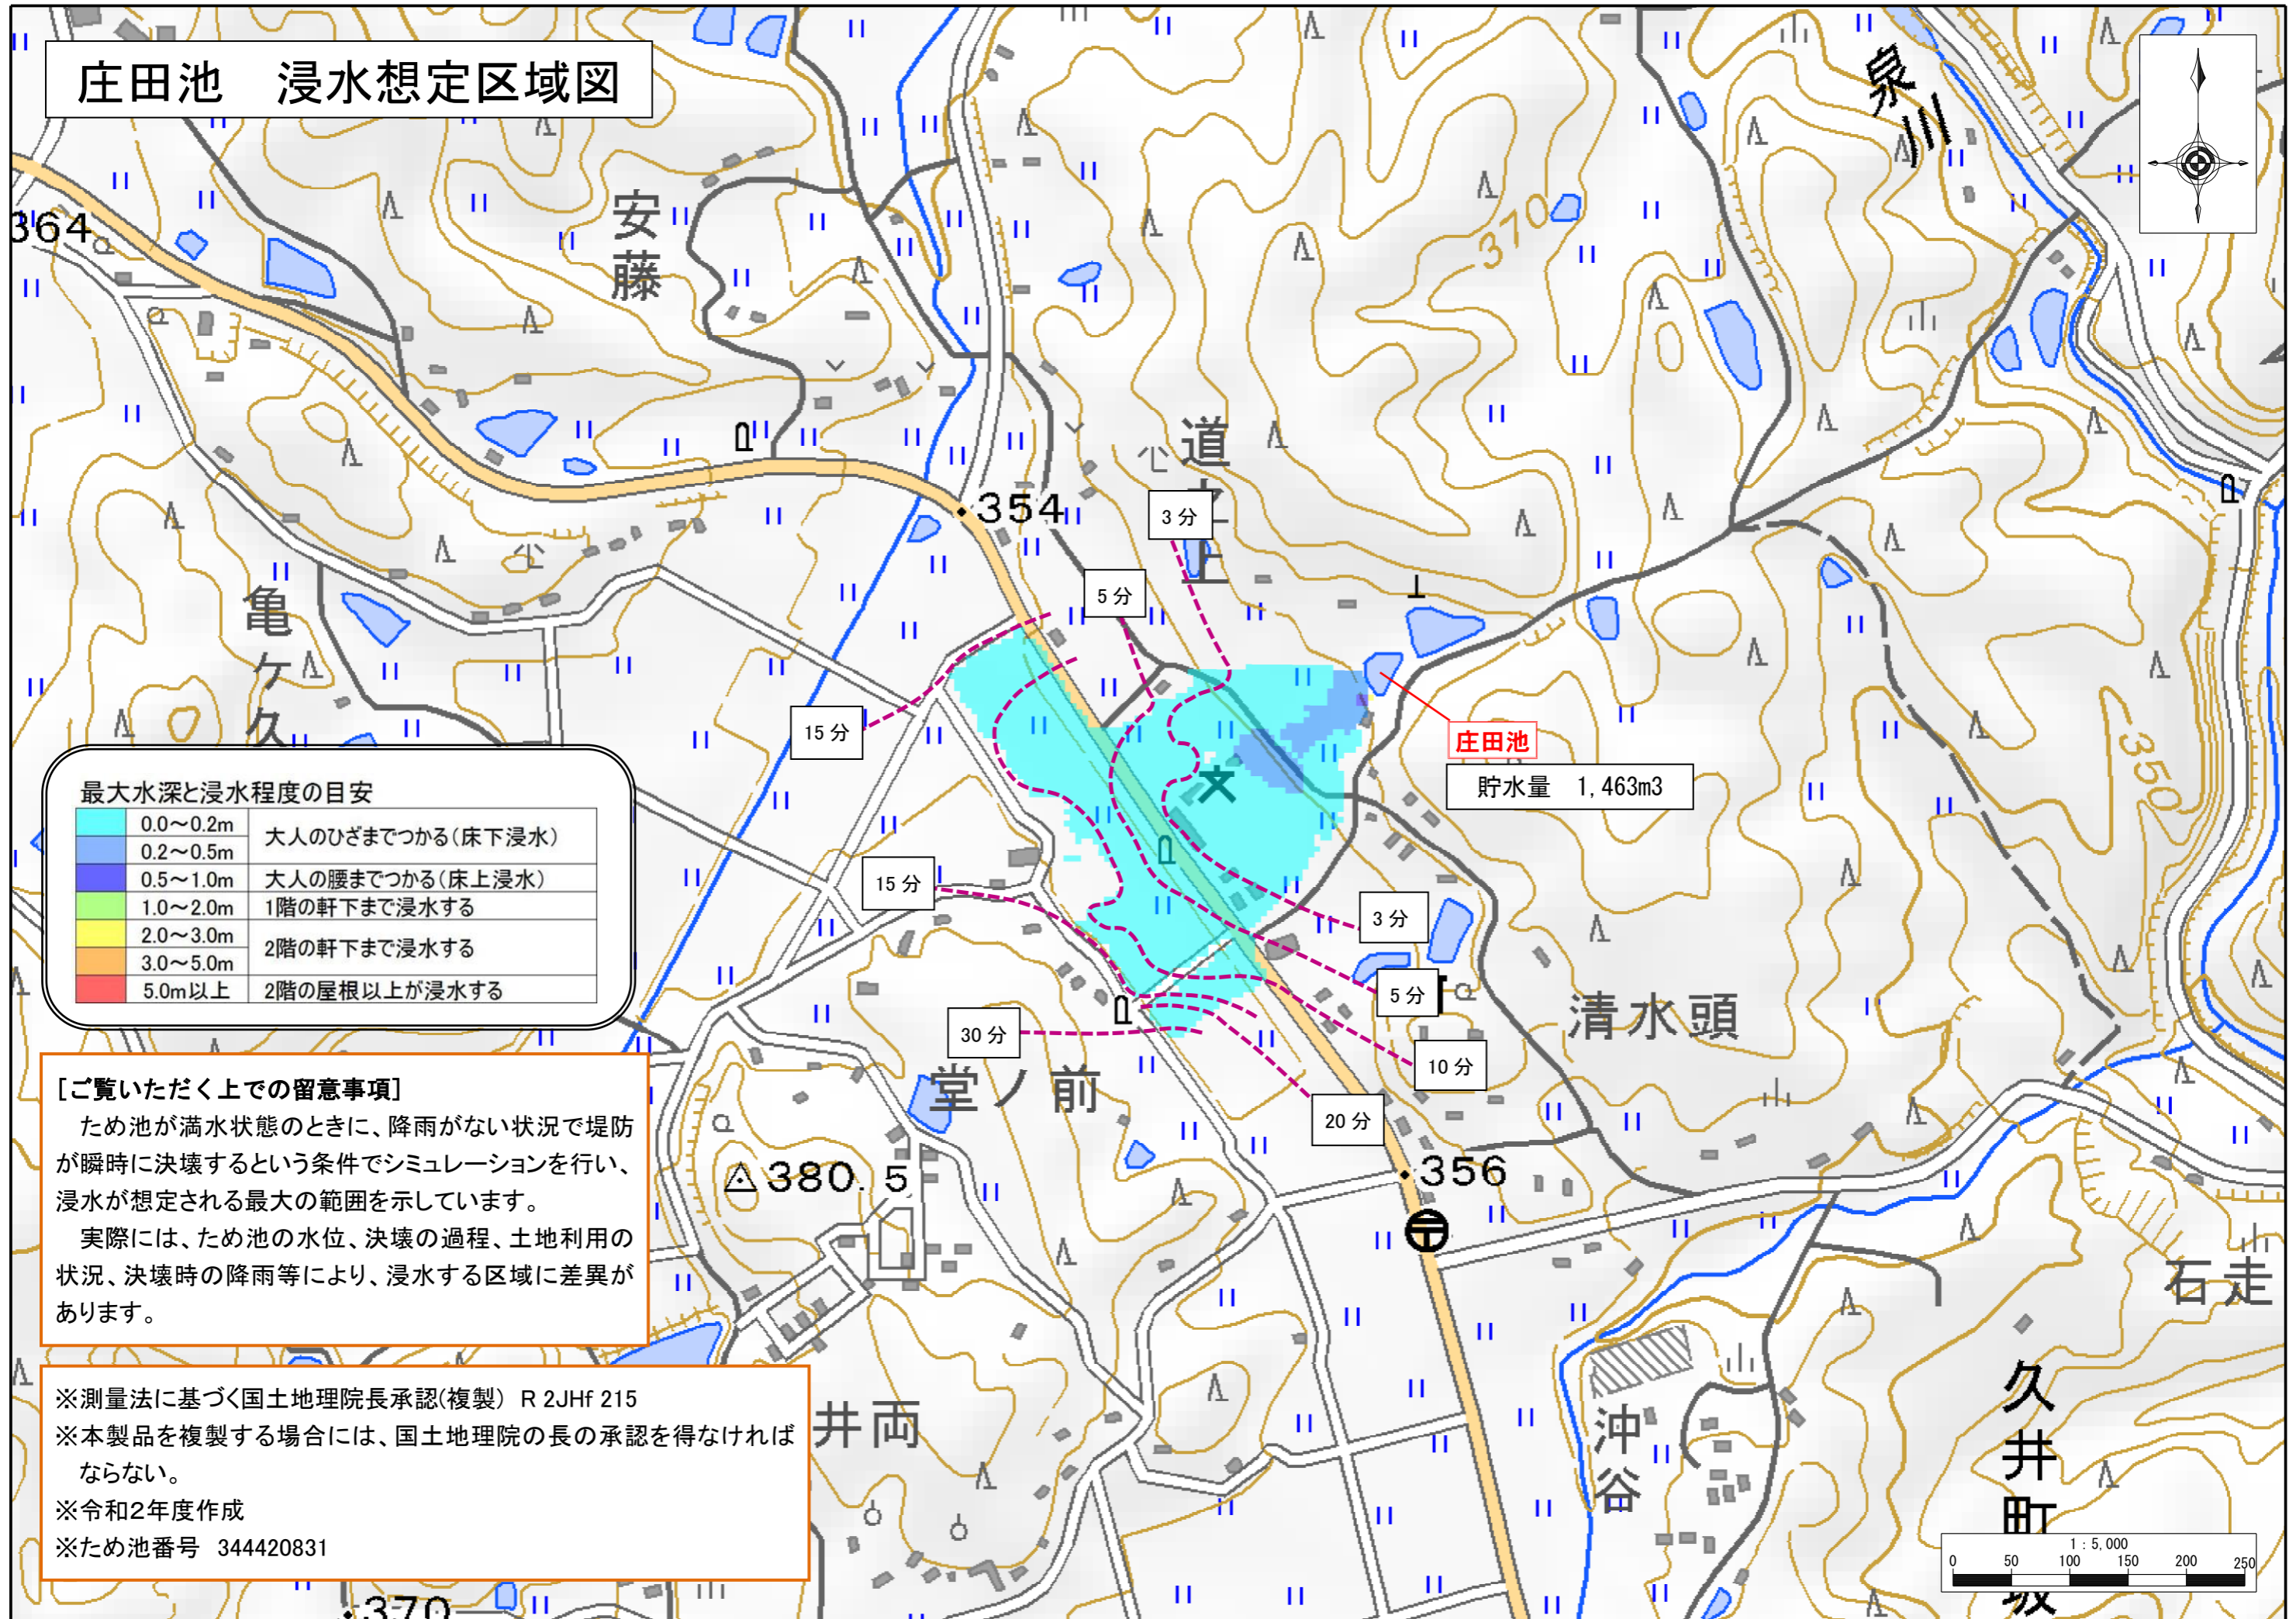 庄田池　浸水想定区域図
泉川
364
安藤
370
道之上
354
3分
5分
亀ケ久
15分
庄田池
貯水量　1,463m3
350
最大水深と浸水程度の目安
0.0～0.2m
大人のひざまでつかる（床下浸水）
0.2～0.5m
0.5～1.0m　大人の腰までつかる（床上浸水）
1.0～2.0m　1階の軒下まで浸水する
2.0～3.0m
2階の軒下まで浸水する
3.0～5.0m
5.0m以上　2階の屋根以上が浸水する
15分
3分
5分
清水頭
30分
10分
堂ノ前
20分
380.5
356
［ご覧いただく上での留意事項］
　ため池が満水状態のときに、降雨がない状況で堤防
が瞬時に決壊するという条件でシミュレーションを行い、
浸水が想定される最大の範囲を示しています。
　実際には、ため池の水位、決壊の過程、土地利用の
状況、決壊時の降雨等により、浸水する区域に差異が
あります。
石走
※測量法に基づく国土地理院長承認(複製)　R 2JHf 215
※本製品を複製する場合には、国土地理院の長の承認を得なければ
ならない。
※令和2年度作成
※ため池番号　344420831
井両
沖谷
久井町坂
1：5,000
0　50　100　150　200　250
370